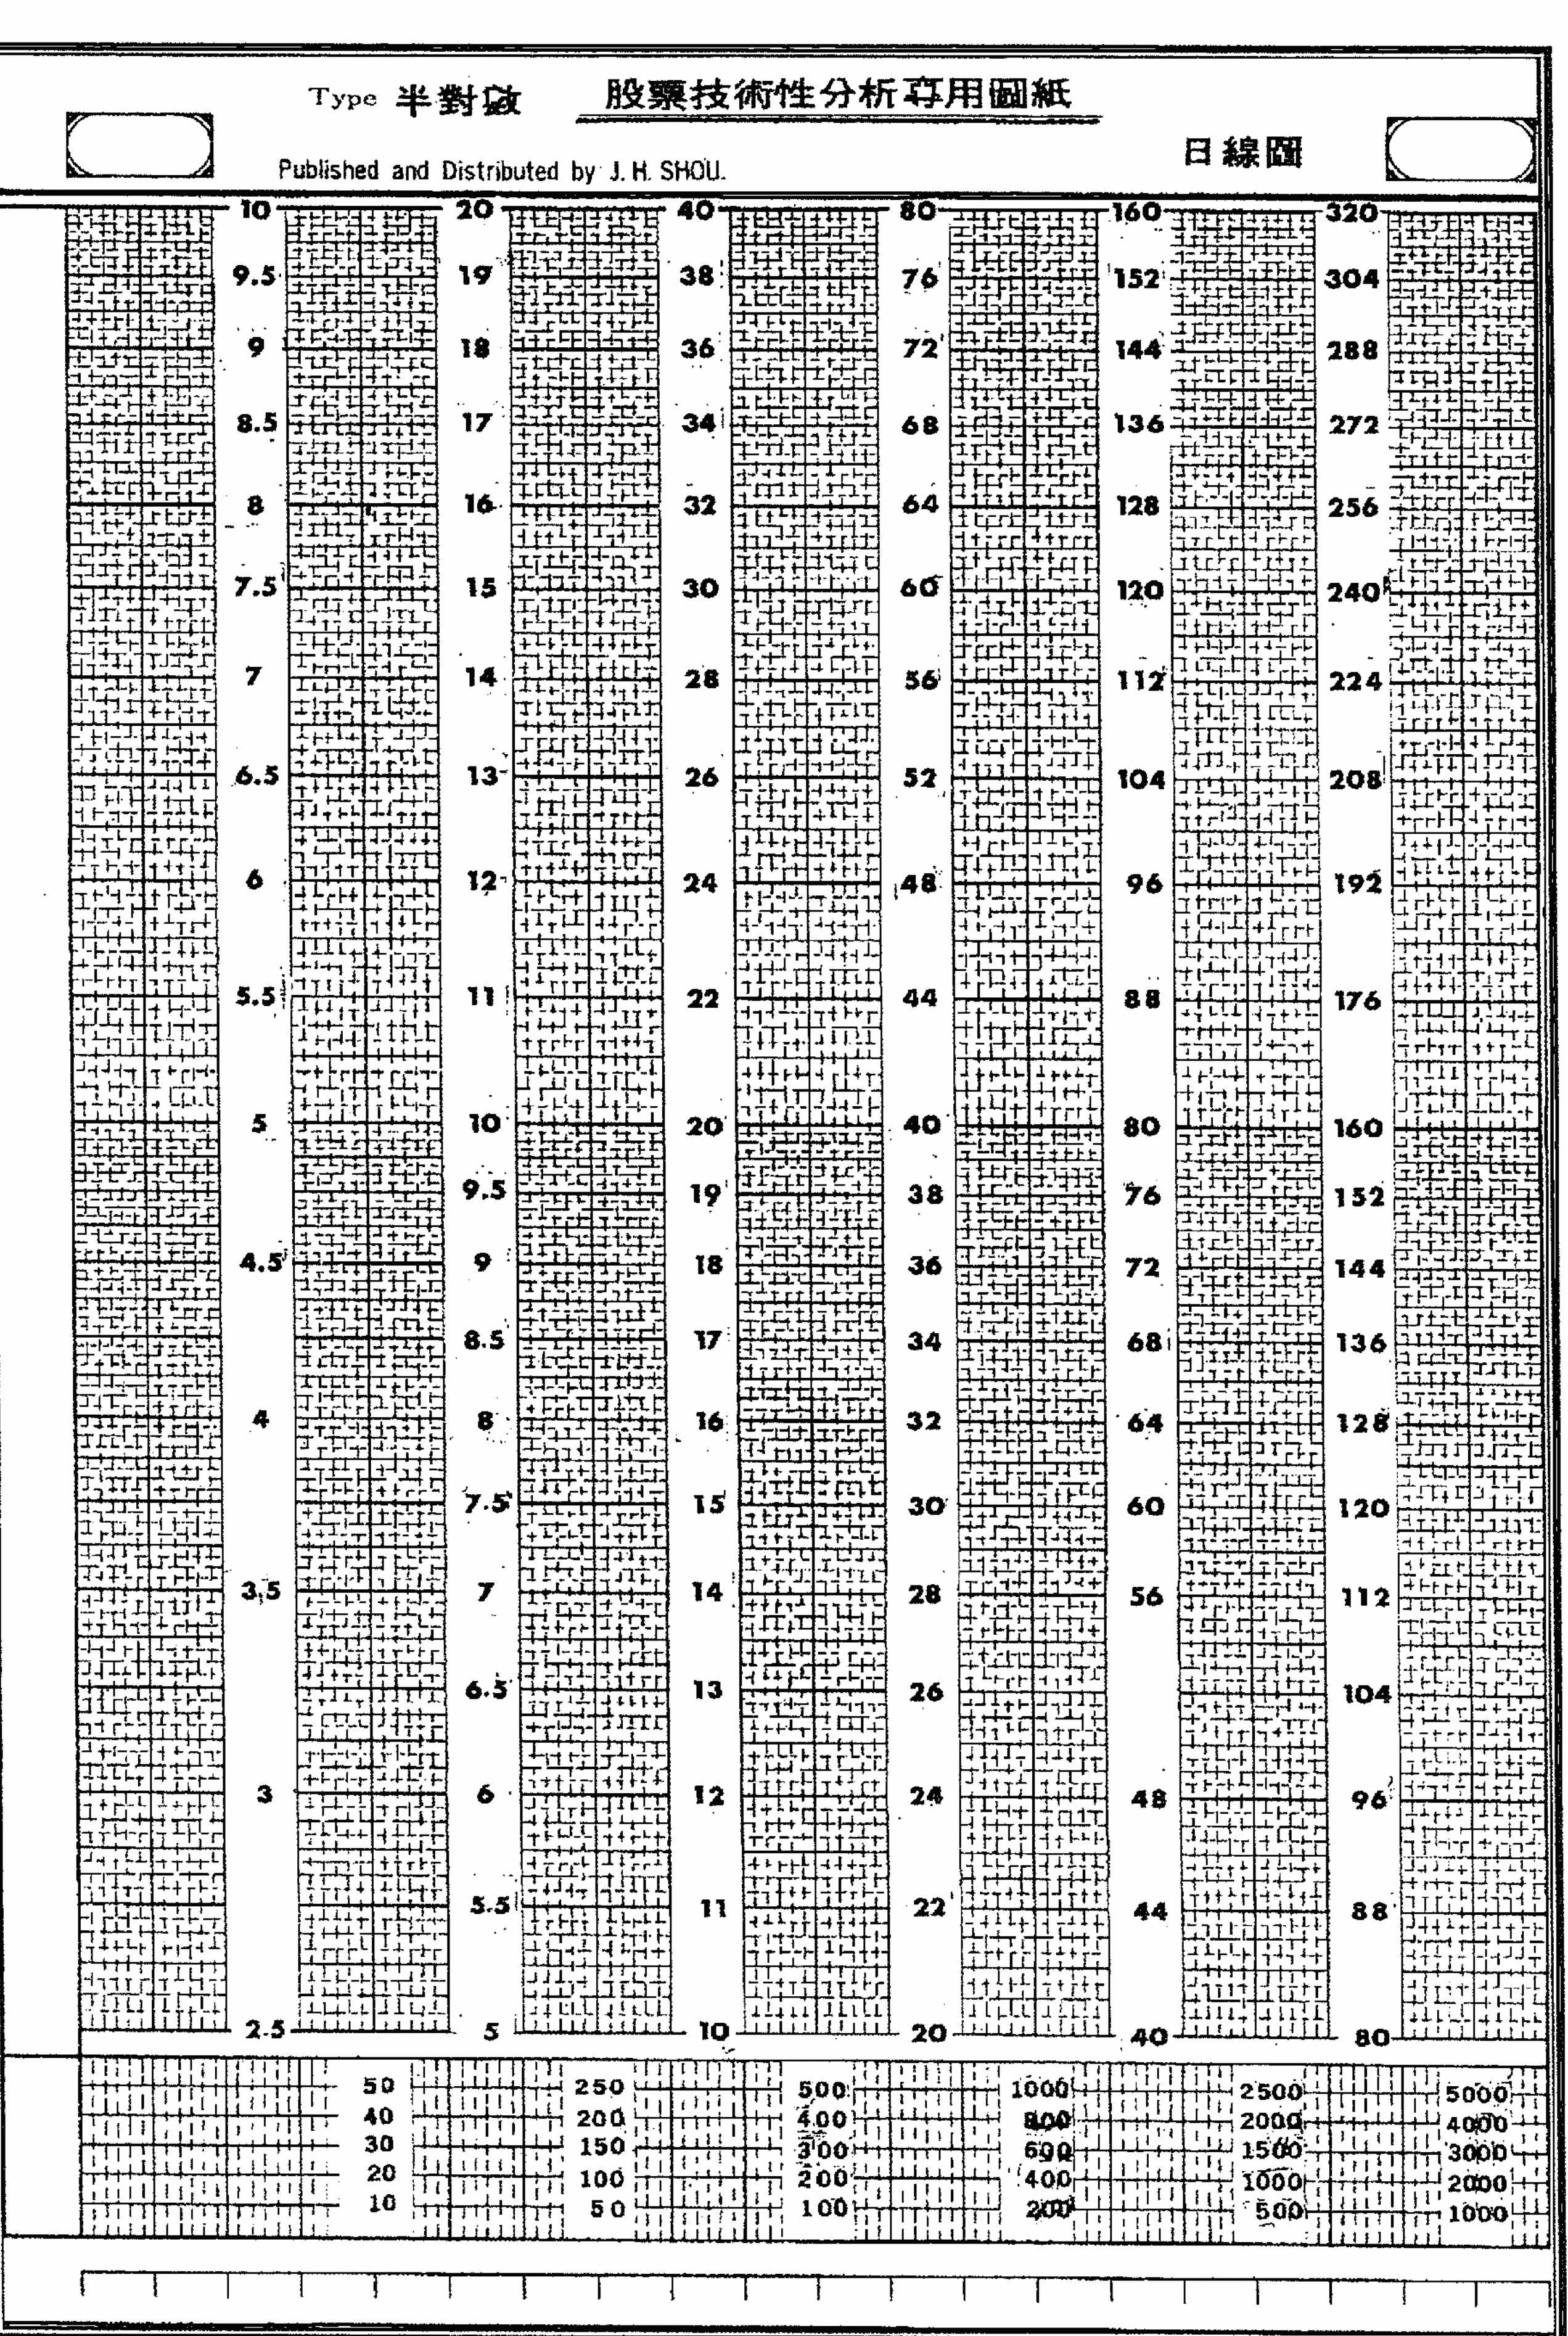 Type 半對數 股票技術性分析專用圖紙
日線圖
Published and Distributed by J. H. SHOU.
10 20 40 80 160 320
9.5 19 38 76 152 304
9 18 36 72 144 288
8.5 17 34 68 136 272
8 16 32 64 128 256
7.5 15 30 60 120 240
7 14 28 56 112 224
6.5 13 26 52 104 208
6 12 24 48 96 192
5.5 11 22 44 88 176
5 10 20 40 80 160
9.5 19 38 76 152
4.5 9 18 36 72 144
8.5 17 34 68 136
4 8 16 32 64 128
7.5 15 30 60 120
3.5 7 14 28 56 112
6.5 13 26 104
3 6 12 24 48 96
5.5 11 22 44 88
2.5 5 10 20 40 80
50 250 500 1000 2500 5000
40 200 400 800 2000 4000
30 150 300 600 1500 3000
20 100 200 400 1000 2000
10 50 100 200 500 1000